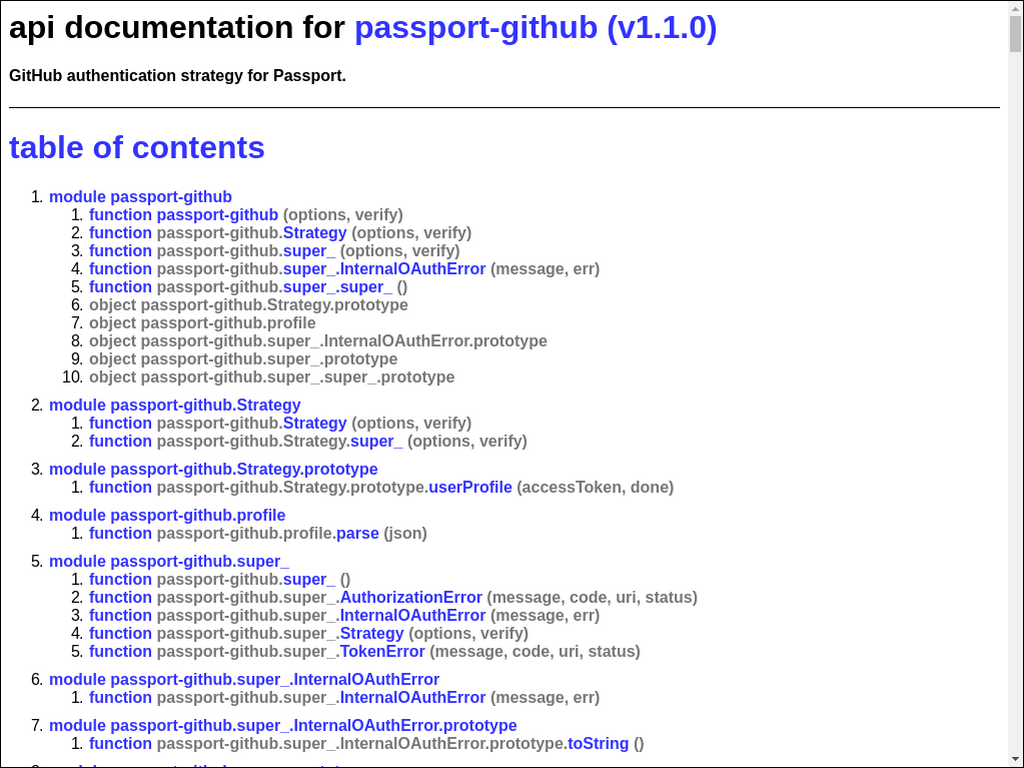 api documentation for passport-github (v1.1.0)
GitHub authentication strategy for Passport.
table of contents
1. module passport-github
1. function passport-github (options, verify)
2. function passport-github.Strategy (options, verify)
3. function passport-github.super_ (options, verify)
4. function passport-github.super_.InternalOAuthError (message, err)
5. function passport-github.super_.super_ ()
6. object passport-github.Strategy.prototype
7. object passport-github.profile
8. object passport-github.super_.InternalOAuthError.prototype
9. object passport-github.super_.prototype
10. object passport-github.super_.super_.prototype
2. module passport-github.Strategy
1. function passport-github.Strategy (options, verify)
2. function passport-github.Strategy.super_ (options, verify)
3. module passport-github.Strategy.prototype
1. function passport-github.Strategy.prototype.userProfile (accessToken, done)
4. module passport-github.profile
1. function passport-github.profile.parse (json)
5. module passport-github.super_
1. function passport-github.super_ ()
2. function passport-github.super_.AuthorizationError (message, code, uri, status)
3. function passport-github.super_.InternalOAuthError (message, err)
4. function passport-github.super_.Strategy (options, verify)
5. function passport-github.super_.TokenError (message, code, uri, status)
6. module passport-github.super_.InternalOAuthError
1. function passport-github.super_.InternalOAuthError (message, err)
7. module passport-github.super_.InternalOAuthError.prototype
1. function passport-github.super_.InternalOAuthError.prototype.toString ()